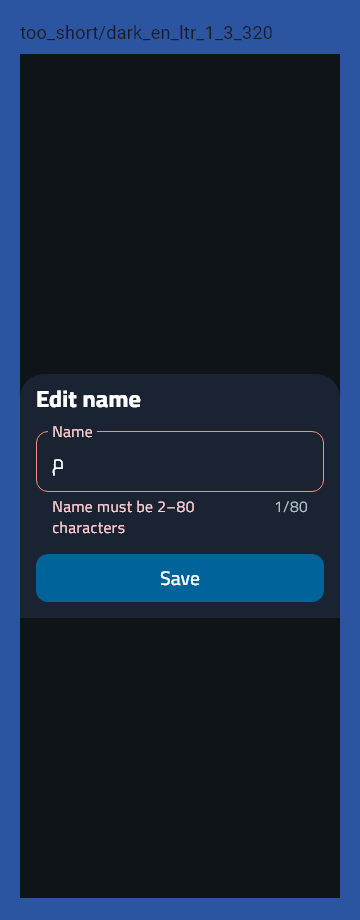 too_short/dark_en_ltr_1_3_320
Edit name
Name
م
Name must be 2–80
characters
1/80
Save